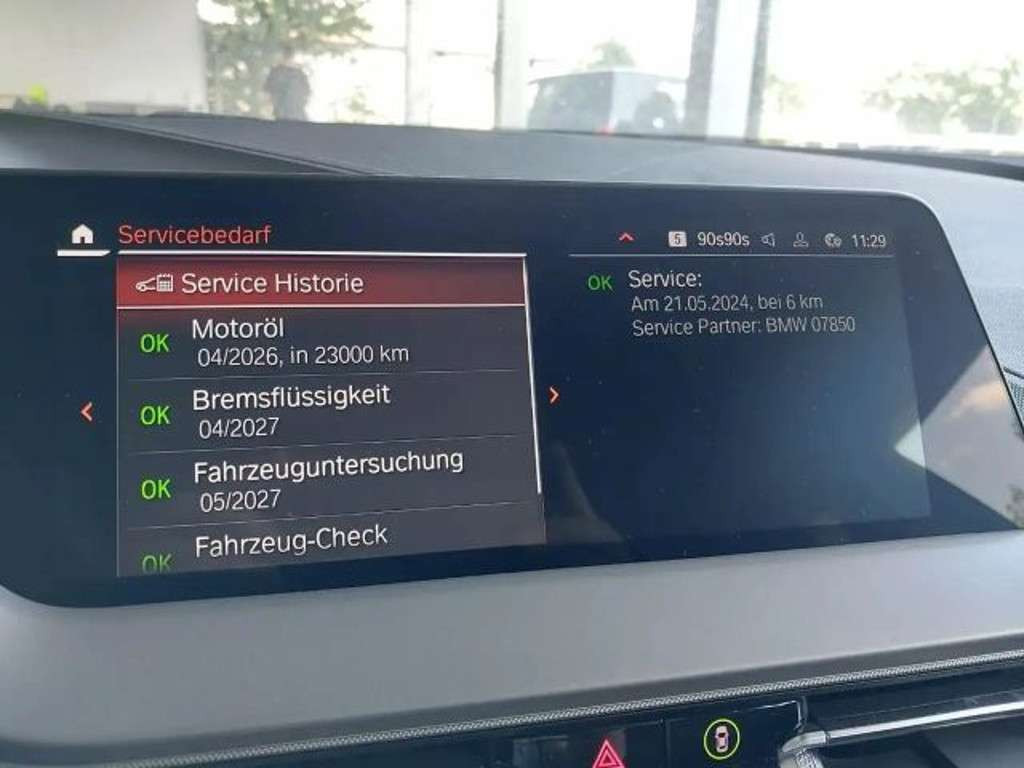 Servicebedarf
5 90s90s 11:29
Service Historie
OK Motoröl
04/2026, in 23000 km
OK Bremsflüssigkeit
04/2027
OK Fahrzeuguntersuchung
05/2027
OK Fahrzeug-Check
OK Service:
Am 21.05.2024, bei 6 km
Service Partner: BMW 07850